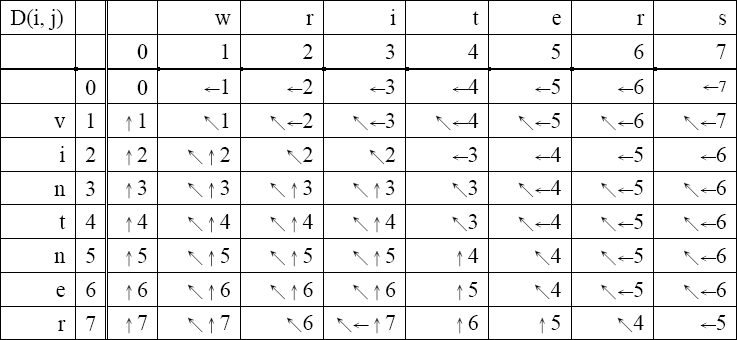 D(i, j) w r i t e r s
0 1 2 3 4 5 6 7
0 0 ←1 ←2 ←3 ←4 ←5 ←6 ←7
v 1 ↑1 ↖1 ↖←2 ↖←3 ↖←4 ↖←5 ↖←6 ↖←7
i 2 ↑2 ↖↑2 ↖2 ↖2 ←3 ←4 ←5 ←6
n 3 ↑3 ↖↑3 ↖↑3 ↖↑3 ↖3 ↖←4 ↖←5 ↖←6
t 4 ↑4 ↖↑4 ↖↑4 ↖↑4 ↖3 ↖←4 ↖←5 ↖←6
n 5 ↑5 ↖↑5 ↖↑5 ↖↑5 ↑4 ↖4 ↖←5 ↖←6
e 6 ↑6 ↖↑6 ↖↑6 ↖↑6 ↑5 ↖4 ↖←5 ↖←6
r 7 ↑7 ↖↑7 ↖6 ↖←↑7 ↑6 ↑5 ↖4 ←5